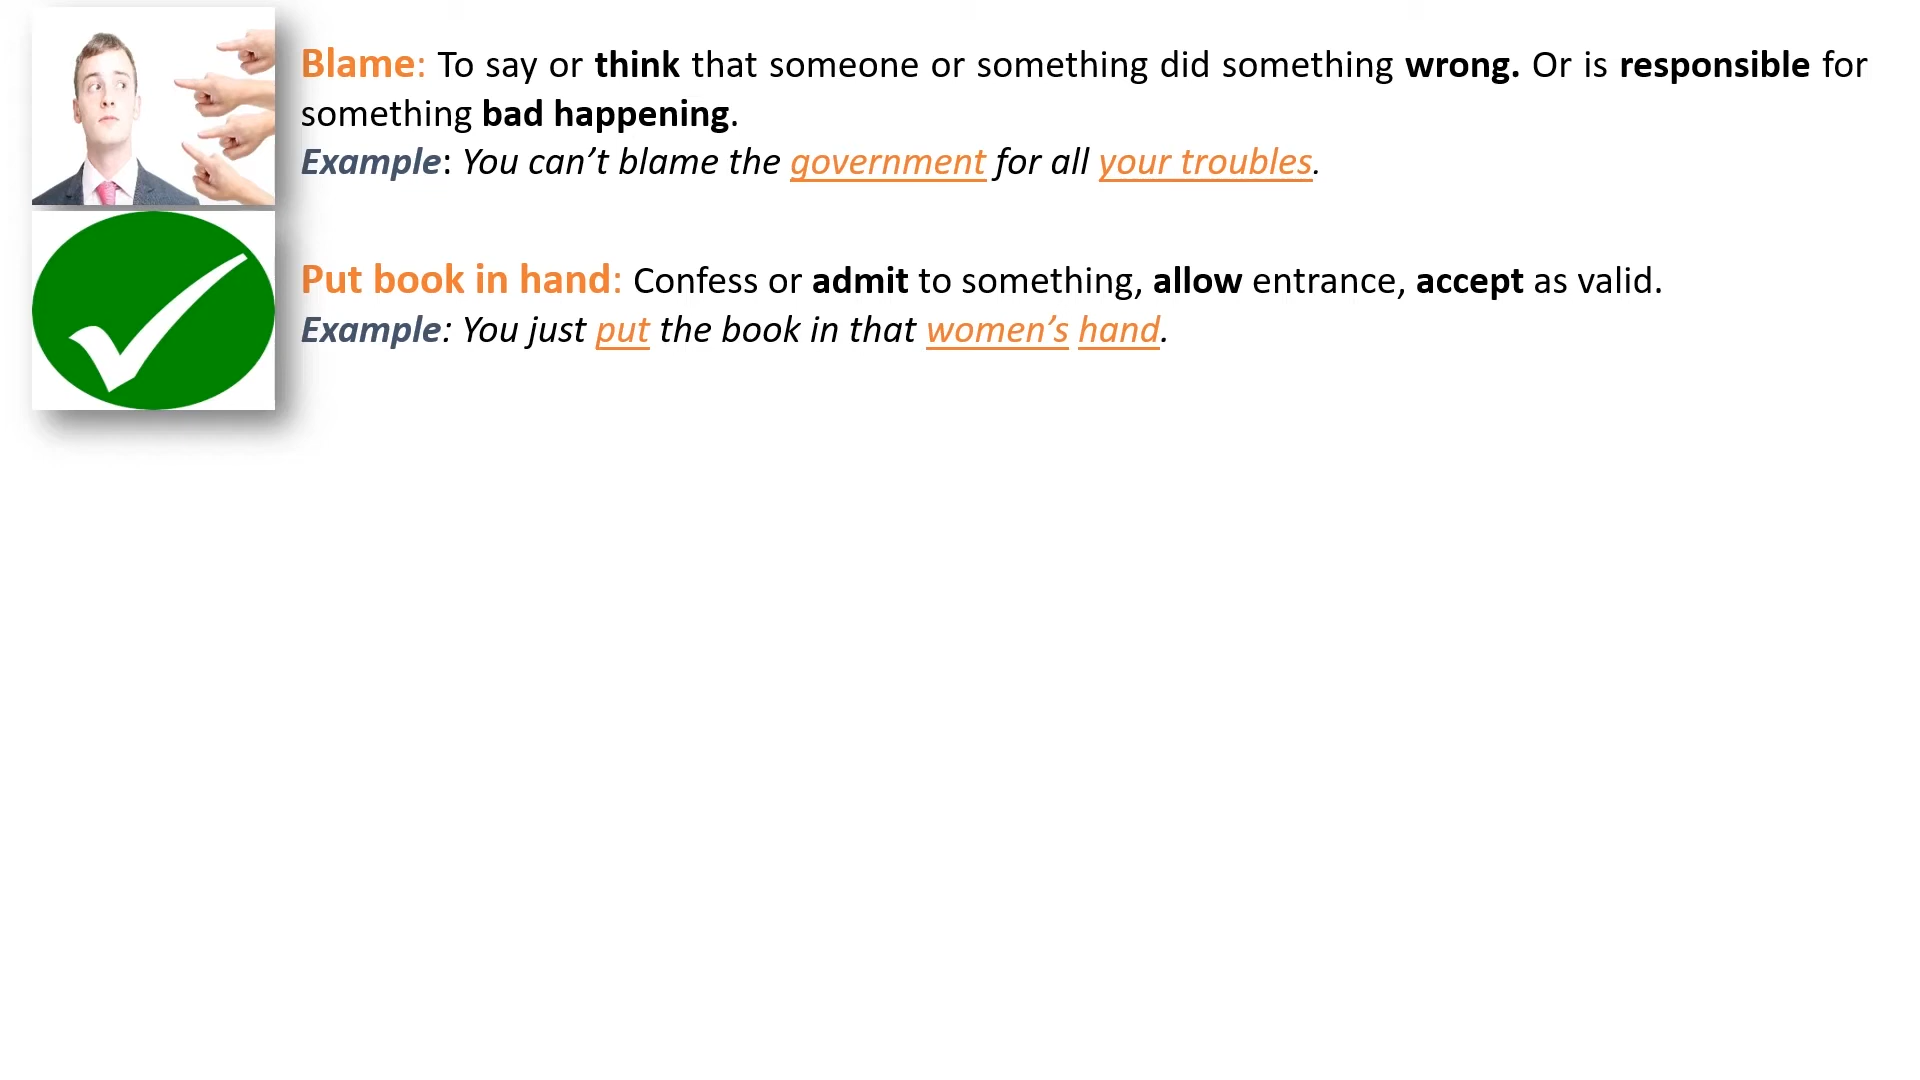 Blame: To say or think that someone or something did something wrong. Or is responsible for
something bad happening.
Example: You can’t blame the government for all your troubles.
Put book in hand: Confess or admit to something, allow entrance, accept as valid.
Example: You just put the book in that women’s hand.